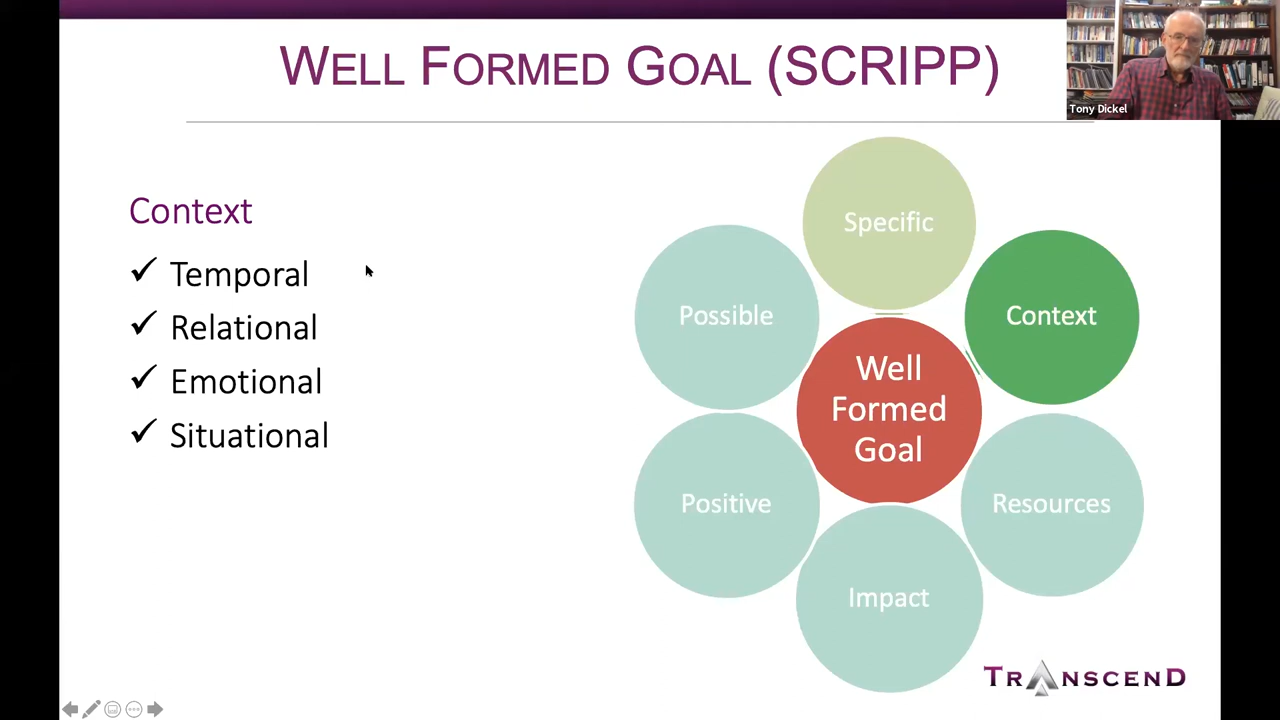 WELL FORMED GOAL (SCRIPP)
Tony Dickel
Context
✓ Temporal
✓ Relational
✓ Emotional
✓ Situational
Specific
Context
Resources
Impact
Positive
Possible
Well
Formed
Goal
TRANSCEND